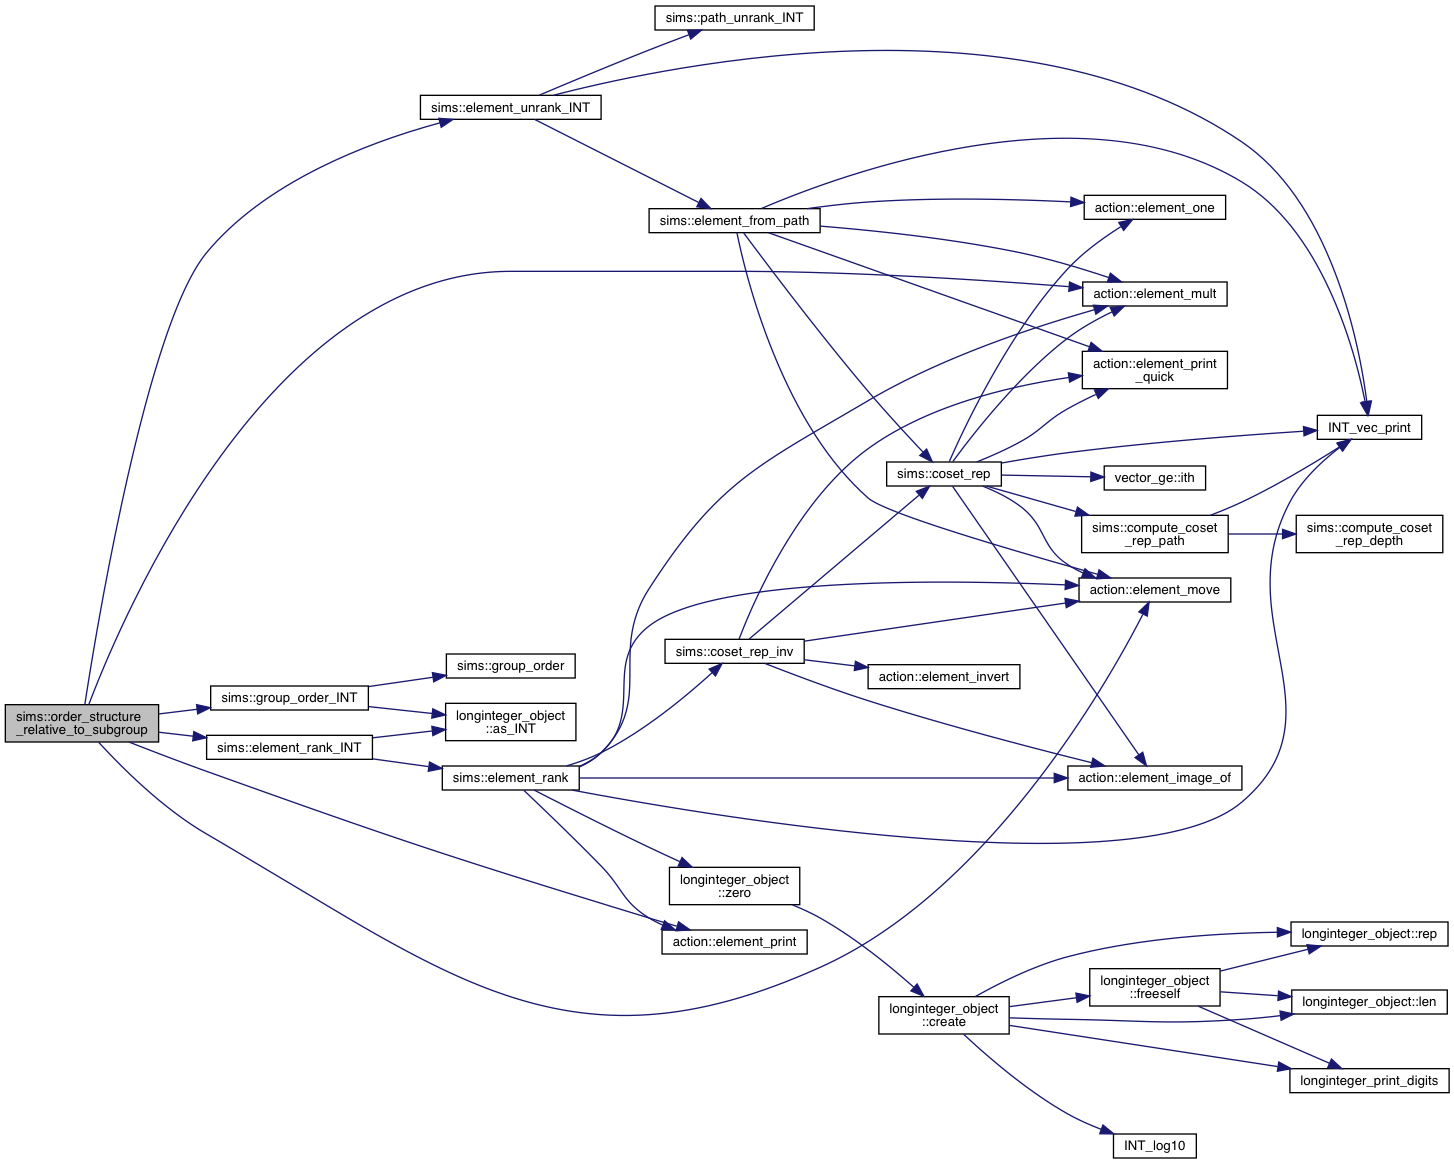 sims::path_unrank_INT
sims::element_unrank_INT
action::element_one
sims::element_from_path
action::element_mult
action::element_print
_quick
INT_vec_print
sims::coset_rep
vector_ge::ith
sims::compute_coset
_rep_path
sims::compute_coset
_rep_depth
action::element_move
sims::coset_rep_inv
action::element_invert
sims::group_order
sims::group_order_INT
sims::order_structure
_relative_to_subgroup
longinteger_object
::as_INT
sims::element_rank_INT
sims::element_rank
action::element_image_of
longinteger_object
::zero
action::element_print
longinteger_object::rep
longinteger_object
::freeself
longinteger_object::len
longinteger_object
::create
longinteger_print_digits
INT_log10